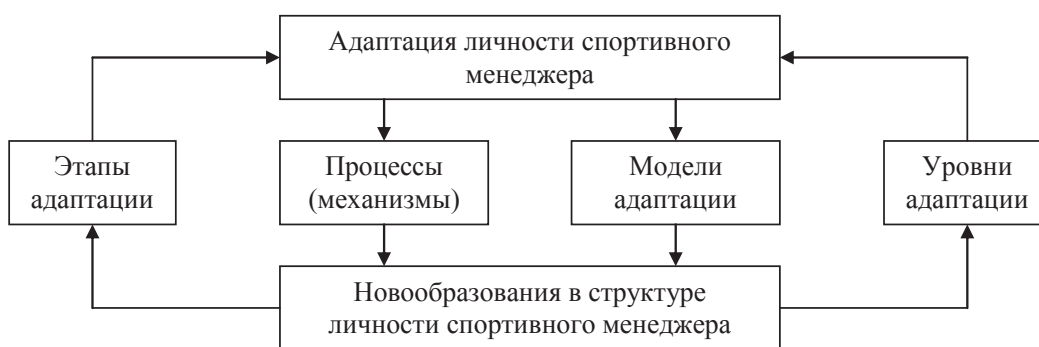 Адаптация личности спортивного
менеджера
Этапы
адаптации
Процессы
(механизмы)
Модели
адаптации
Уровни
адаптации
Новообразования в структуре
личности спортивного менеджера